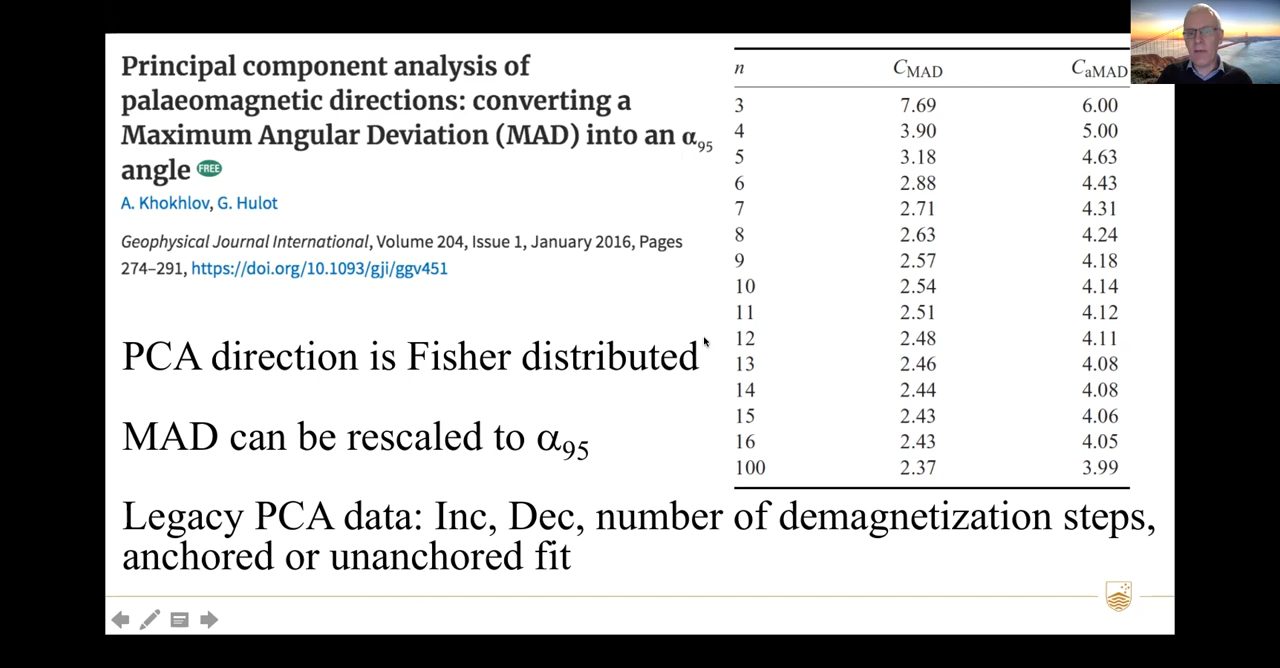 Principal component analysis of
palaeomagnetic directions: converting a
Maximum Angular Deviation (MAD) into an α95
angle FREE
A. Khokhlov, G. Hulot
Geophysical Journal International, Volume 204, Issue 1, January 2016, Pages
274–291, https://doi.org/10.1093/gji/ggv451
PCA direction is Fisher distributed
MAD can be rescaled to α95
n CMAD CaMAD
3 7.69 6.00
4 3.90 5.00
5 3.18 4.63
6 2.88 4.43
7 2.71 4.31
8 2.63 4.24
9 2.57 4.18
10 2.54 4.14
11 2.51 4.12
12 2.48 4.11
13 2.46 4.08
14 2.44 4.08
15 2.43 4.06
16 2.43 4.05
100 2.37 3.99
Legacy PCA data: Inc, Dec, number of demagnetization steps,
anchored or unanchored fit